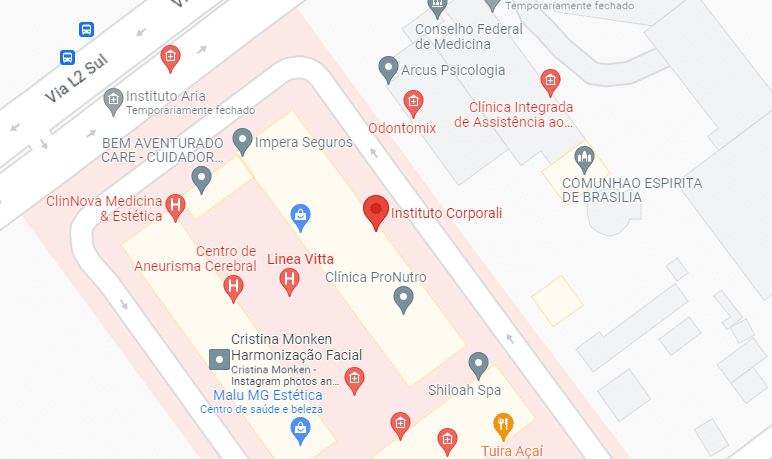 Temporariamente fechado
Conselho Federal
de Medicina
Via L2 Sul
Arcus Psicologia
Instituto Aria
Temporariamente fechado
Clínica Integrada
de Assistência ao...
Odontomix
BEM AVENTURADO
CARE - CUIDADOR...
Impera Seguros
COMUNHAO ESPIRITA
DE BRASILIA
ClinNova Medicina
& Estética
Instituto Corporali
Centro de
Aneurisma Cerebral
Linea Vitta
Clínica ProNutro
Cristina Monken
Harmonização Facial
Cristina Monken -
Instagram photos an...
Malu MG Estética
Centro de saúde e beleza
Shiloah Spa
Tuira Açaí